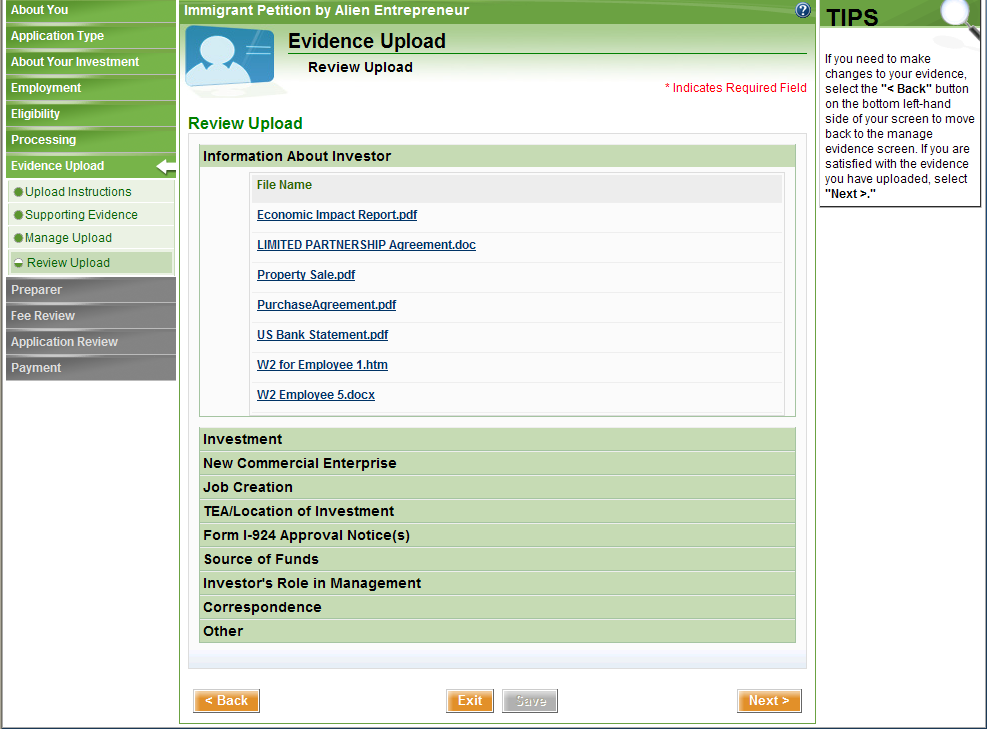 About You
Application Type
About Your Investment
Employment
Eligibility
Processing
Evidence Upload
Upload Instructions
Supporting Evidence
Manage Upload
Review Upload
Preparer
Fee Review
Application Review
Payment
Immigrant Petition by Alien Entrepreneur
?
Evidence Upload
Review Upload
* Indicates Required Field
Review Upload
Information About Investor
File Name
Economic Impact Report.pdf
LIMITED PARTNERSHIP Agreement.doc
Property Sale.pdf
PurchaseAgreement.pdf
US Bank Statement.pdf
W2 for Employee 1.htm
W2 Employee 5.docx
Investment
New Commercial Enterprise
Job Creation
TEA/Location of Investment
Form I-924 Approval Notice(s)
Source of Funds
Investor's Role in Management
Correspondence
Other
< Back
Exit
Save
Next >
TIPS
If you need to make
changes to your evidence,
select the "< Back" button
on the bottom left-hand
side of your screen to move
back to the manage
evidence screen. If you are
satisfied with the evidence
you have uploaded, select
"Next >."